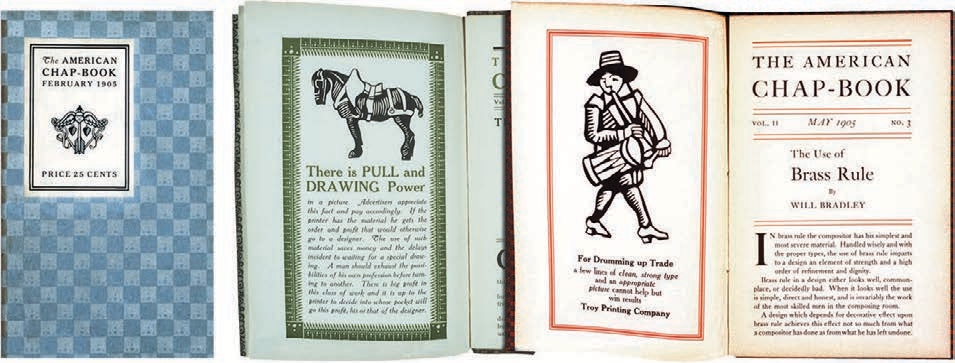 The AMERICAN
CHAP-BOOK
FEBRUARY 1905
PRICE 25 CENTS
There is PULL and
DRAWING Power
in a picture. Advertisers appreciate
this fact and pay accordingly. If the
printer has the material he gets the
order and profit that would otherwise
go to a designer. The use of such
material saves money and the delays
incident to waiting for a special draw-
ing. A man should exhaust the possi-
bilities of his own profession before turn-
ing to another. There is big profit in
this class of work and it is up to the
printer to decide into whose pocket will
go this profit, his or that of the designer.
For Drumming up Trade
a few lines of clean, strong type
and an appropriate
picture cannot help but
win results
Troy Printing Company
THE AMERICAN
CHAP-BOOK
VOL. II MAY 1905 NO. 3
The Use of
Brass Rule
By
WILL BRADLEY
IN brass rule the compositor has his simplest and
most severe material. Handled wisely and with
the proper types, the use of brass rule imparts
to a design an element of strength and a high
order of refinement and dignity.
Brass rule in a design either looks well, common-
place, or decidedly bad. When it looks well the use
is simple, direct and honest, and is invariably the work
of the most skilled men in the composing room.
A design which depends for decorative effect upon
brass rule achieves this effect not so much from what
a compositor has done as from what he has left undone.